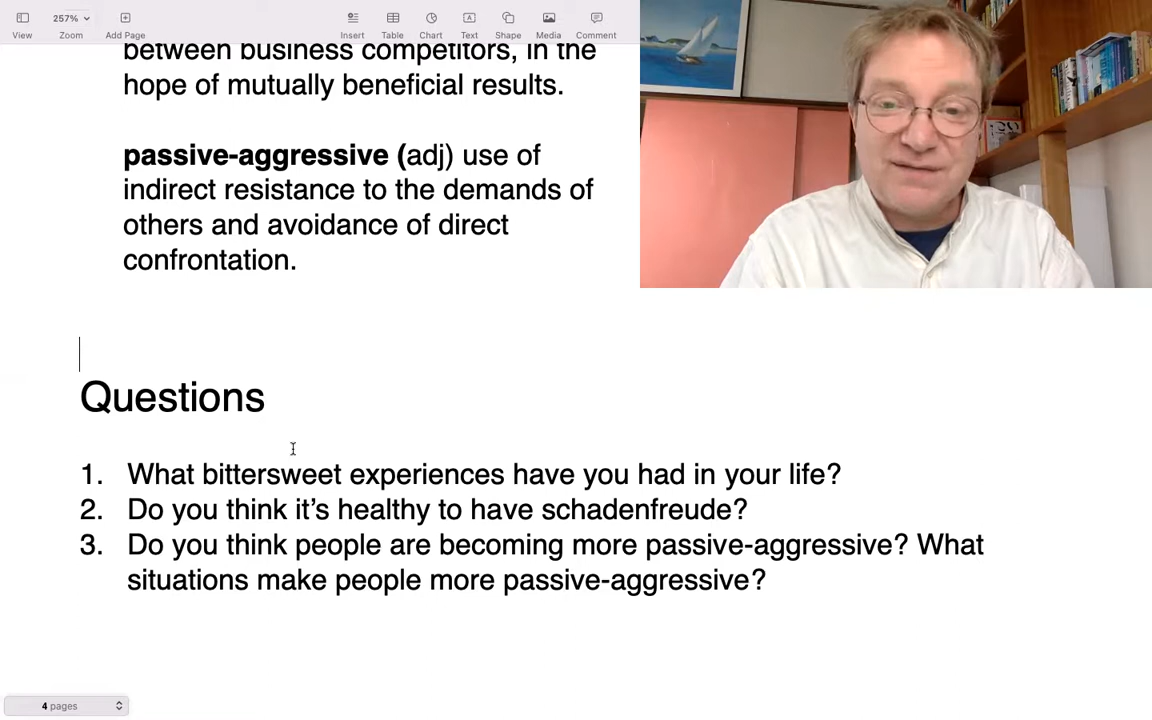 257%
View
Zoom
Add Page
Insert
Table
Chart
Text
Shape
Media
Comment
between business competitors, in the
hope of mutually beneficial results.
passive-aggressive (adj) use of
indirect resistance to the demands of
others and avoidance of direct
confrontation.
Questions
1. What bittersweet experiences have you had in your life?
2. Do you think it’s healthy to have schadenfreude?
3. Do you think people are becoming more passive-aggressive? What
situations make people more passive-aggressive?
4 pages